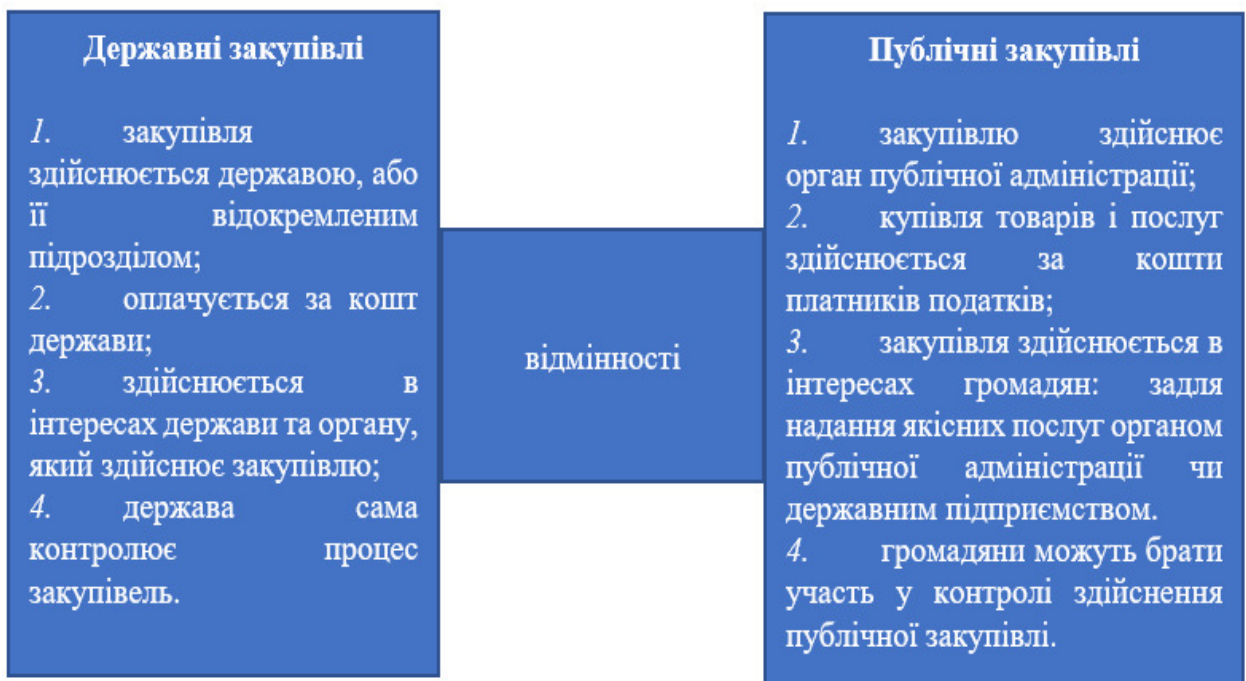 Державні закупівлі
1. закупівля
здійснюється державою, або
її відокремленим
підрозділом;
2. оплачується за кошт
держави;
3. здійснюється в
інтересах держави та органу,
який здійснює закупівлю;
4. держава сама
контролює процес
закупівель.
відмінності
Публічні закупівлі
1. закупівлю здійснює
орган публічної адміністрації;
2. купівля товарів і послуг
здійснюється за кошти
платників податків;
3. закупівля здійснюється в
інтересах громадян: задля
надання якісних послуг органом
публічної адміністрації чи
державним підприємством.
4. громадяни можуть брати
участь у контролі здійснення
публічної закупівлі.